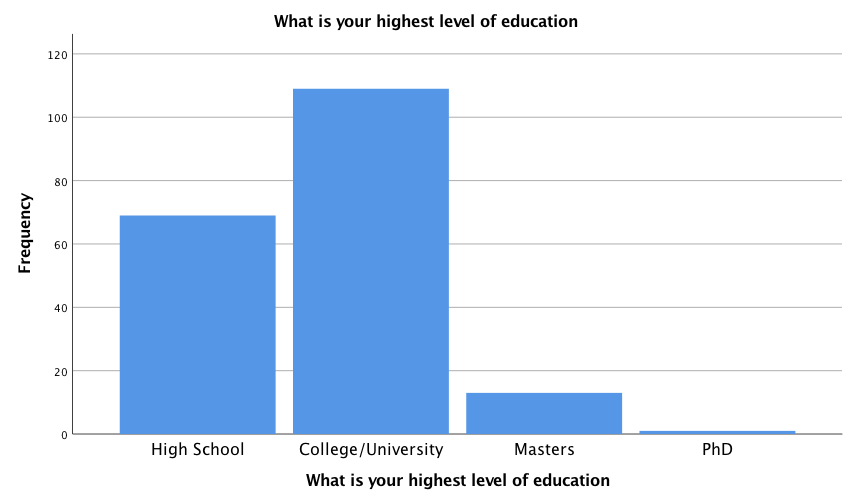 What is your highest level of education
120
100
80
60
40
20
0
Frequency
High School College/University Masters PhD
What is your highest level of education